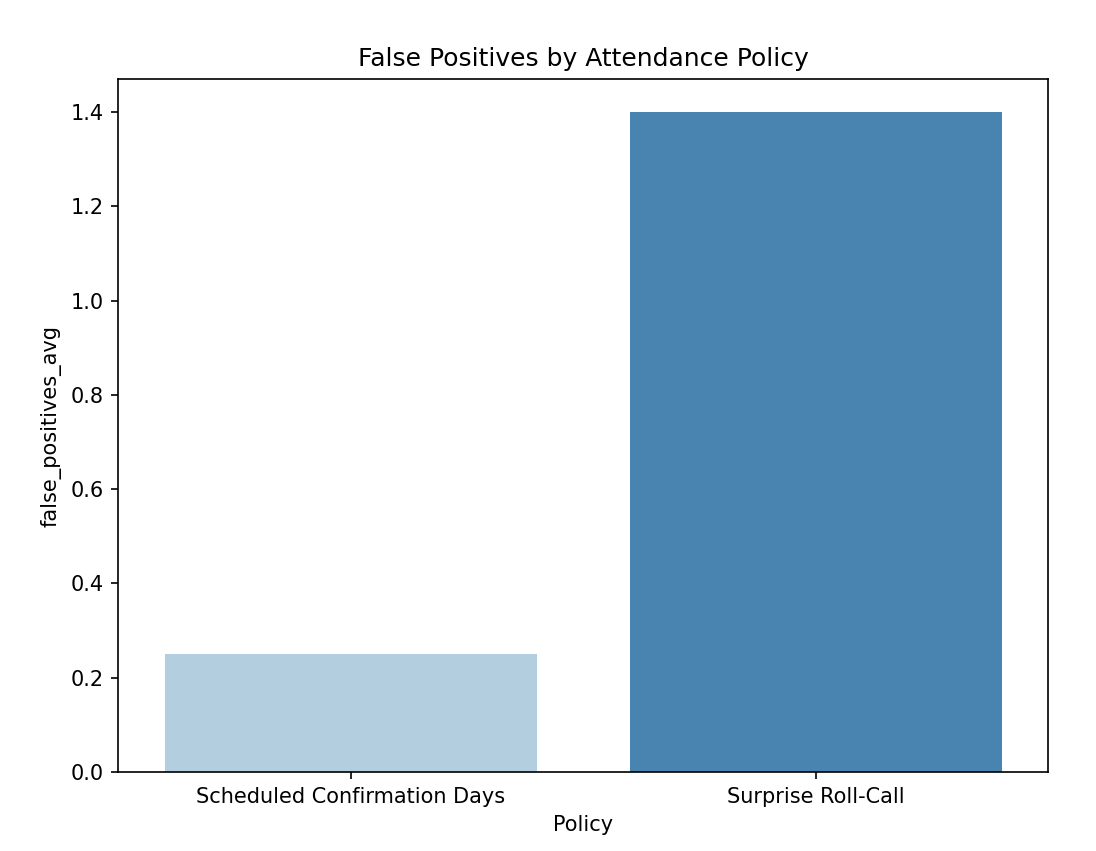 False Positives by Attendance Policy
false_positives_avg
1.4
1.2
1.0
0.8
0.6
0.4
0.2
0.0
Scheduled Confirmation Days
Surprise Roll-Call
Policy